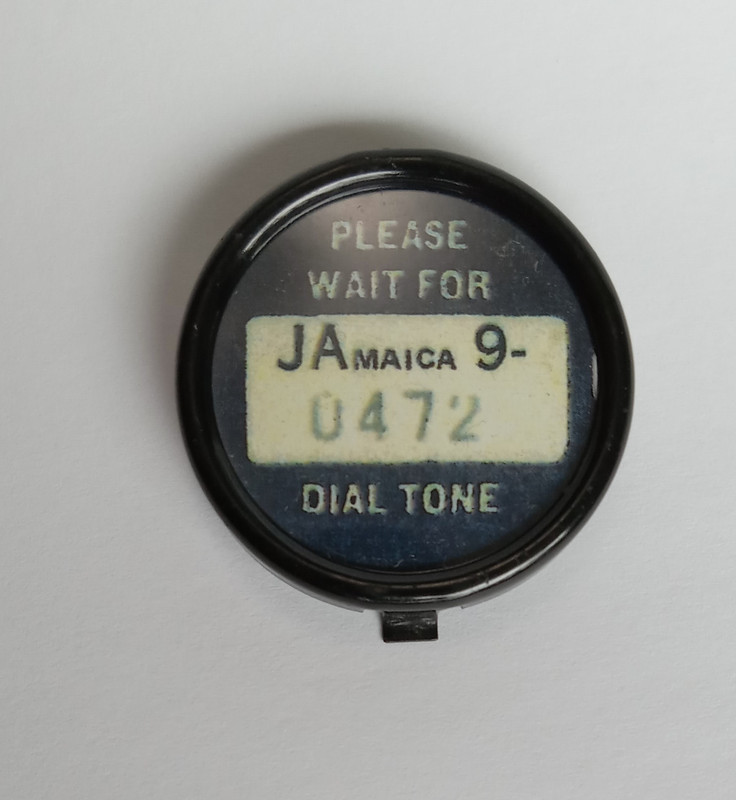 PLEASE
WAIT FOR
JAMAICA 9-
0472
DIAL TONE